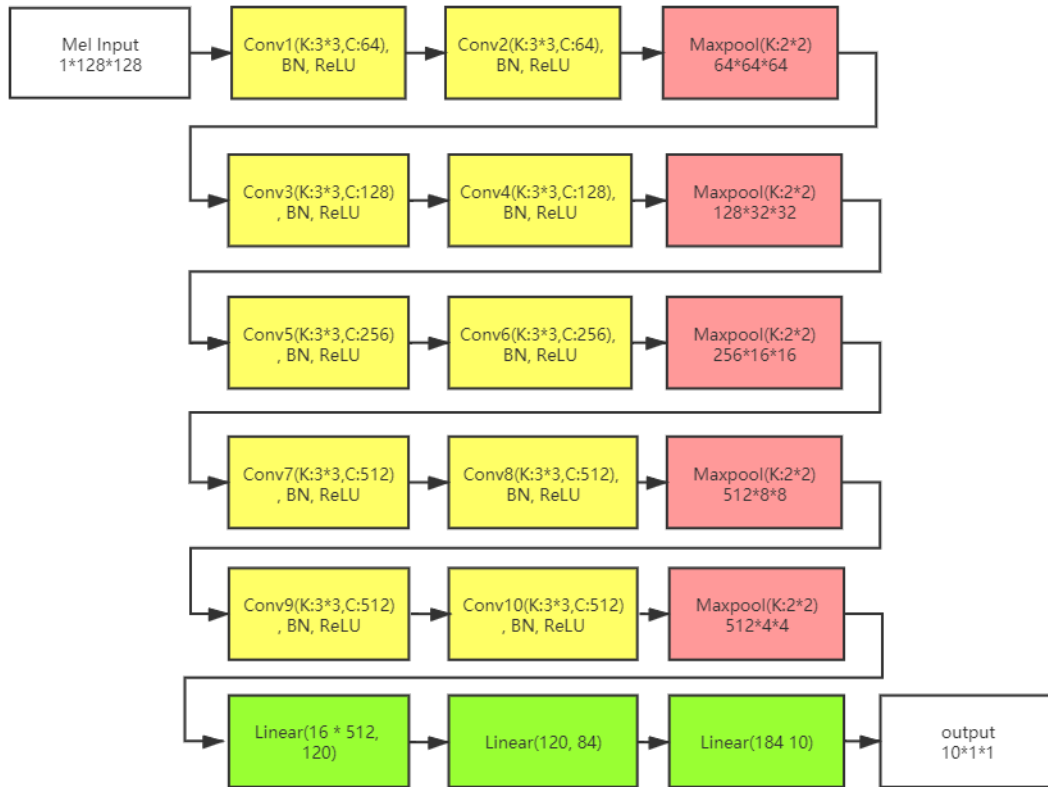 Mel Input
1*128*128
Conv1(K:3*3,C:64),
BN, ReLU
Conv2(K:3*3,C:64),
BN, ReLU
Maxpool(K:2*2)
64*64*64
Conv3(K:3*3,C:128)
, BN, ReLU
Conv4(K:3*3,C:128),
BN, ReLU
Maxpool(K:2*2)
128*32*32
Conv5(K:3*3,C:256)
, BN, ReLU
Conv6(K:3*3,C:256),
BN, ReLU
Maxpool(K:2*2)
256*16*16
Conv7(K:3*3,C:512)
, BN, ReLU
Conv8(K:3*3,C:512),
BN, ReLU
Maxpool(K:2*2)
512*8*8
Conv9(K:3*3,C:512)
, BN, ReLU
Conv10(K:3*3,C:512)
, BN, ReLU
Maxpool(K:2*2)
512*4*4
Linear(16 * 512,
120)
Linear(120, 84)
Linear(184 10)
output
10*1*1